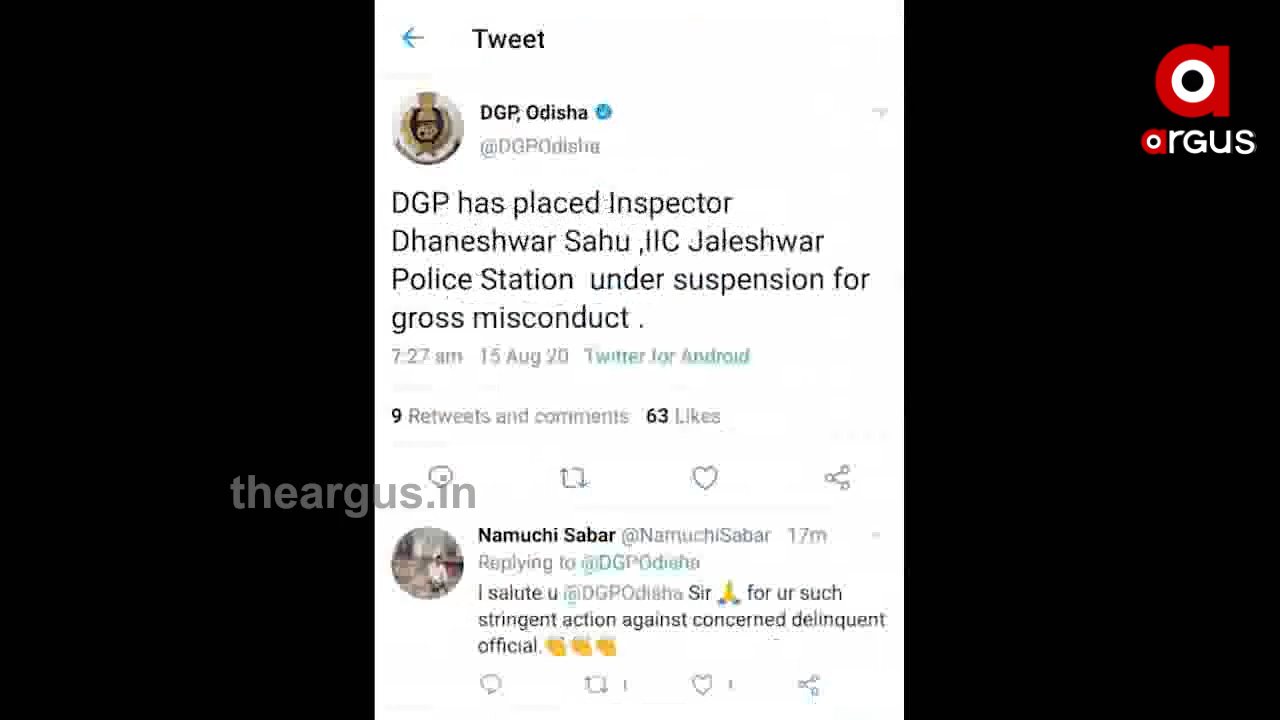 Tweet
argus
DGP, Odisha
@DGPOdisha
DGP has placed Inspector
Dhaneshwar Sahu ,IIC Jaleshwar
Police Station under suspension for
gross misconduct .
7:27 am 15 Aug 20 Twitter for Android
9 Retweets and comments 63 Likes
theargus.in
Namuchi Sabar @NamuchiSabar 17m
Replying to @DGPOdisha
I salute u @DGPOdisha Sir 🙏 for ur such
stringent action against concerned delinquent
official.👏👏👏
1 1